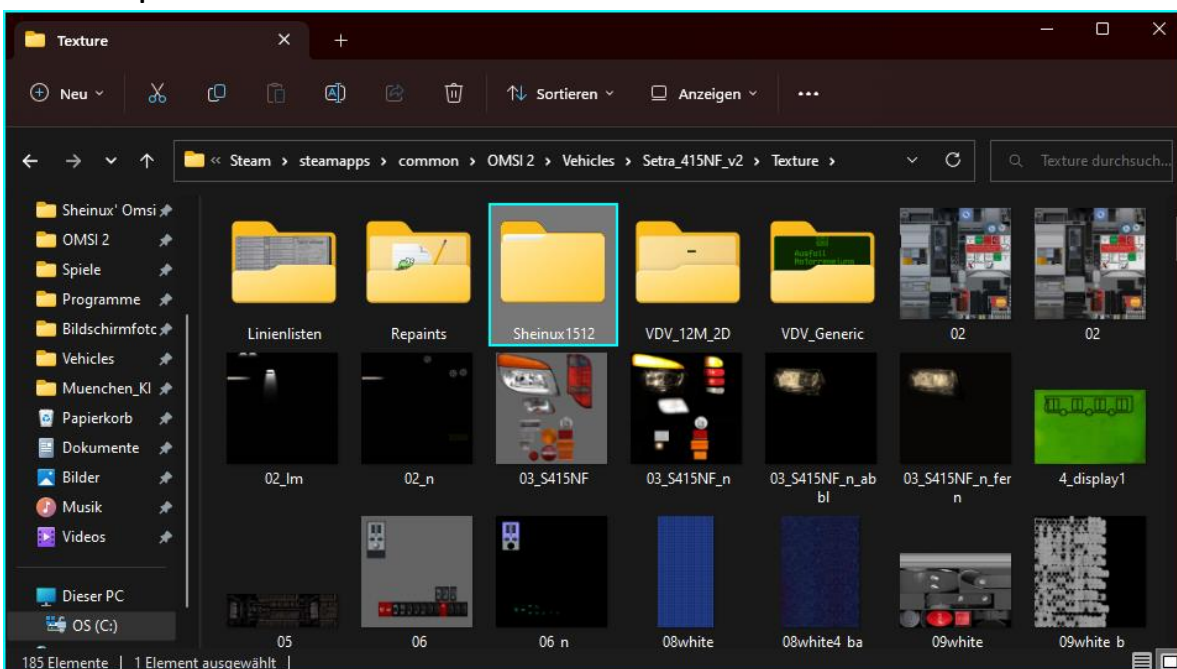 Texture
Neu
Sortieren
Anzeigen
Steam > steamapps > common > OMSI 2 > Vehicles > Setra_415NF_v2 > Texture >
Texture durchsuch...
Sheinux' Omsi
OMSI 2
Spiele
Programme
Bildschirmfotc
Vehicles
Muenchen_Kl
Papierkorb
Dokumente
Bilder
Musik
Videos
Dieser PC
OS (C:)
Linienlisten
Repaints
Sheinux1512
VDV_12M_2D
Ausfall
VDV_Generic
02
02
02_lm
02_n
03_S415NF
03_S415NF_n
03_S415NF_n_ab
bl
03_S415NF_n_fer
n
4_display1
05
06
06_n
08white
08white4_ba
09white
09white_b
185 Elemente | 1 Element ausgewählt |